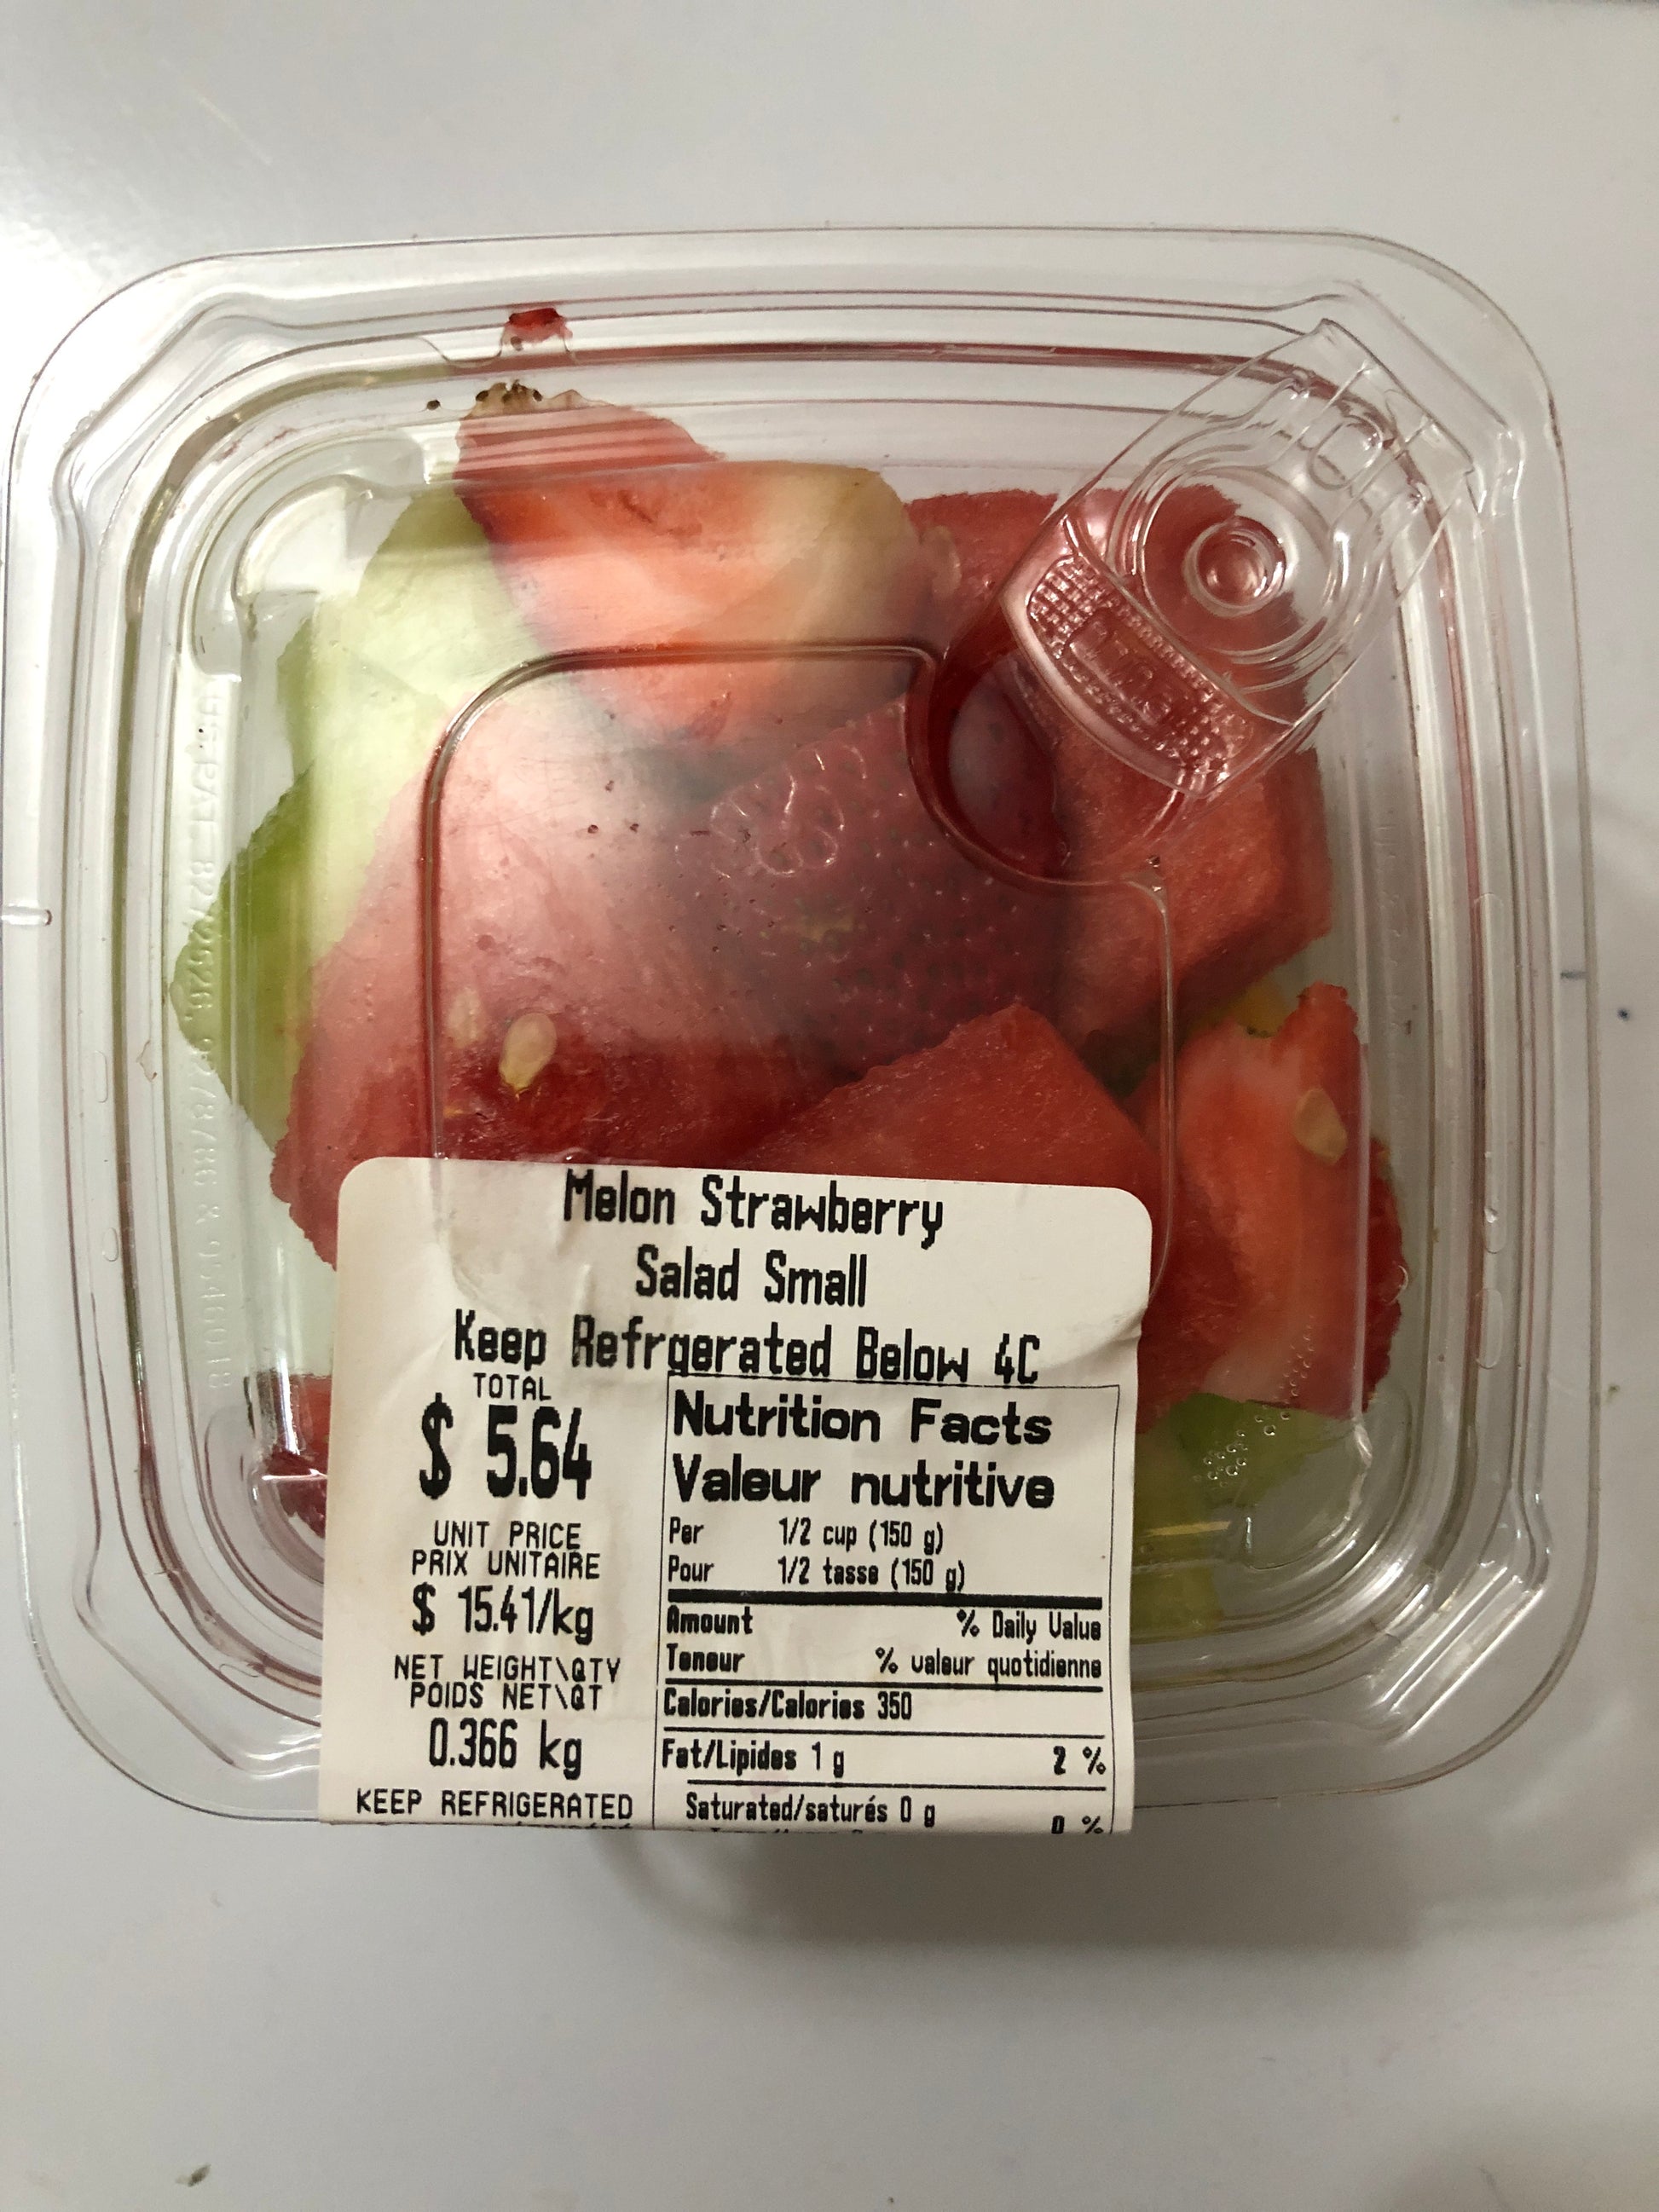 Melon Strawberry
Salad Small
Keep Refrgerated Below 4C
TOTAL
$ 5.64
UNIT PRICE
PRIX UNITAIRE
$ 15.41/kg
NET WEIGHT\QTY
POIDS NET\QT
0.366 kg
KEEP REFRIGERATED
Nutrition Facts
Valeur nutritive
Per 1/2 cup (150 g)
Pour 1/2 tasse (150 g)
Amount % Daily Value
Teneur % valeur quotidienne
Calories/Calories 350
Fat/Lipides 1 g 2 %
Saturated/saturés 0 g
0 %